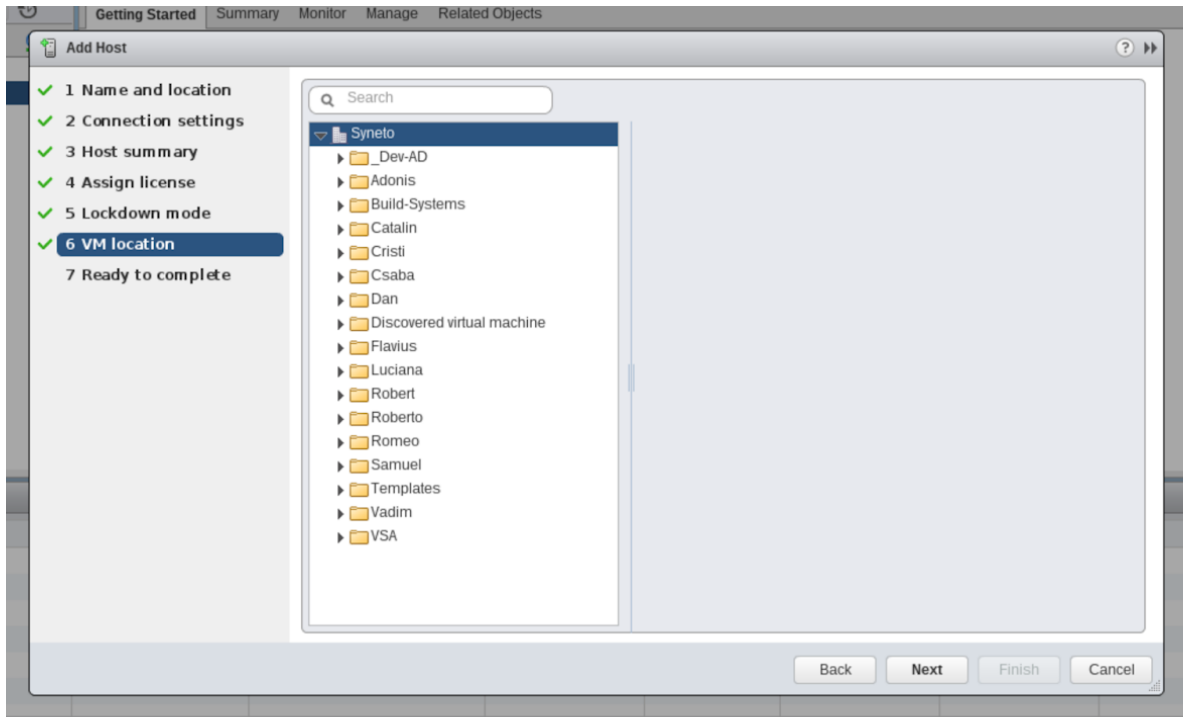 Getting Started Summary Monitor Manage Related Objects
Add Host
?
1 Name and location
2 Connection settings
3 Host summary
4 Assign license
5 Lockdown mode
6 VM location
7 Ready to complete
Search
Syneto
_Dev-AD
Adonis
Build-Systems
Catalin
Cristi
Csaba
Dan
Discovered virtual machine
Flavius
Luciana
Robert
Roberto
Romeo
Samuel
Templates
Vadim
VSA
Back Next Finish Cancel